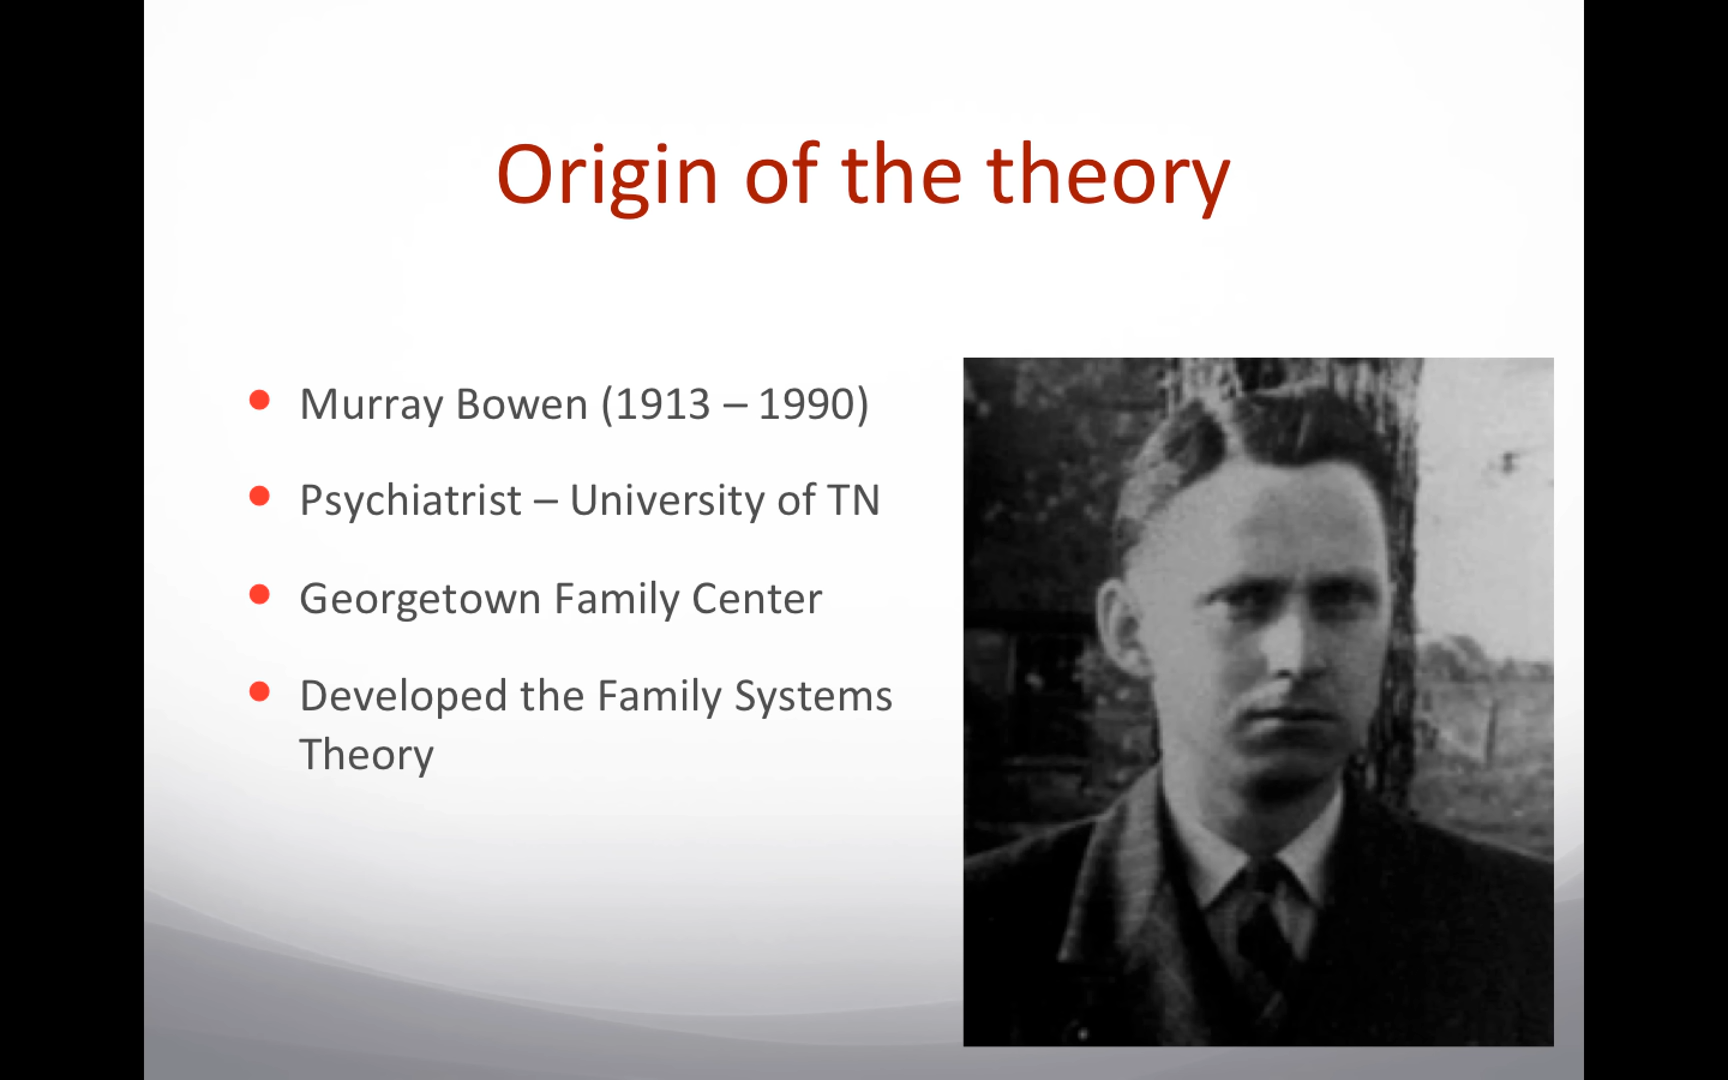 Origin of the theory
Murray Bowen (1913 – 1990)
Psychiatrist – University of TN
Georgetown Family Center
Developed the Family Systems
Theory